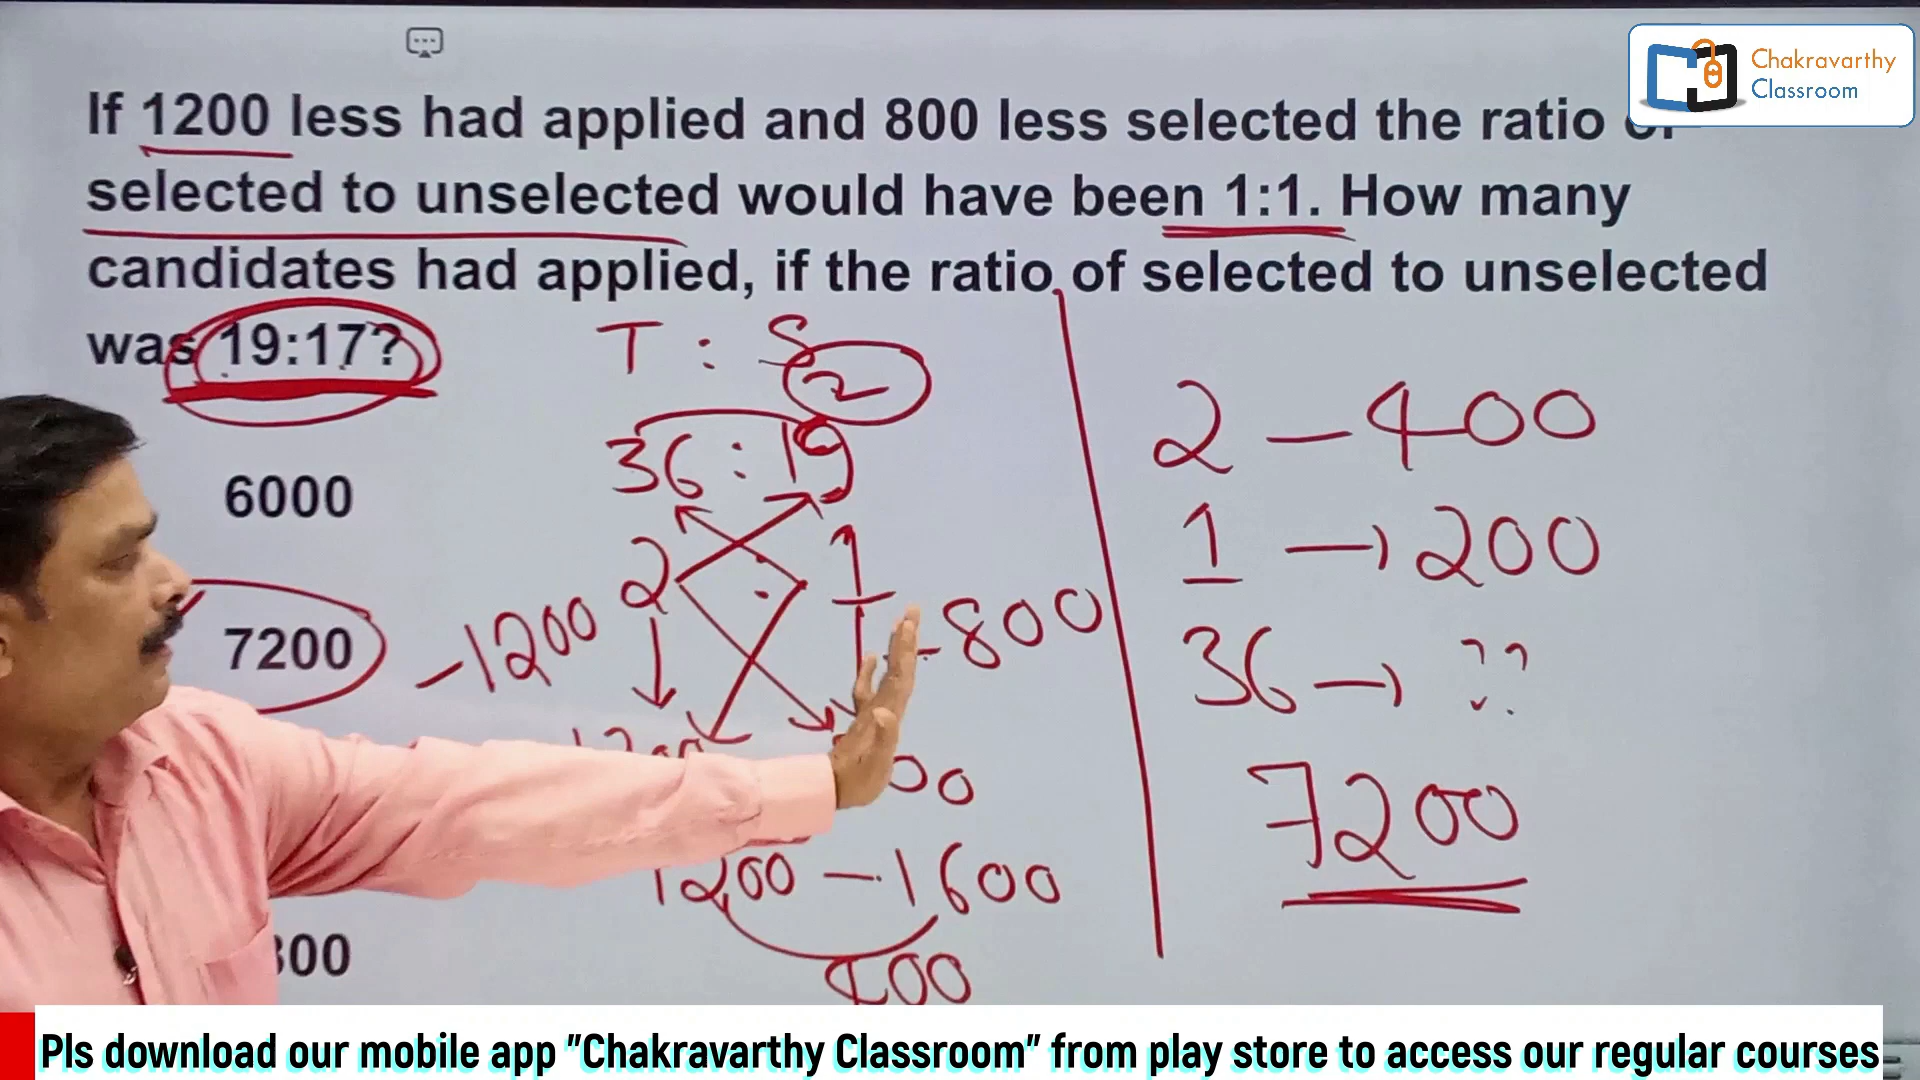 Chakravarthy
Classroom
If 1200 less had applied and 800 less selected the ratio of
selected to unselected would have been 1:1. How many
candidates had applied, if the ratio of selected to unselected
was 19:17?
T : S
2
36 : 19
2 1
-1200 -800
1200 - 1600
400
6000
7200
2 - 400
1 → 200
36 → ??
7200
Pls download our mobile app "Chakravarthy Classroom" from play store to access our regular courses